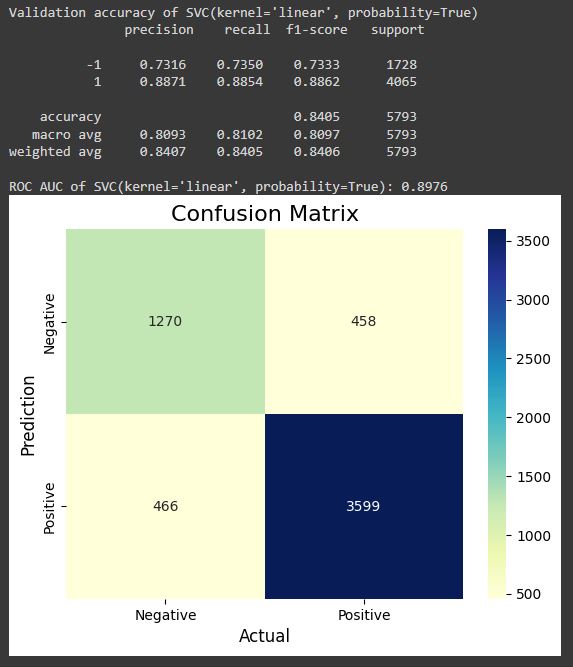 Validation accuracy of SVC(kernel='linear', probability=True)
precision recall f1-score support
-1 0.7316 0.7350 0.7333 1728
1 0.8871 0.8854 0.8862 4065
accuracy 0.8405 5793
macro avg 0.8093 0.8102 0.8097 5793
weighted avg 0.8407 0.8405 0.8406 5793
ROC AUC of SVC(kernel='linear', probability=True): 0.8976
Confusion Matrix
Prediction
Negative
Positive
1270 458
466 3599
Negative Positive
Actual
3500
3000
2500
2000
1500
1000
500